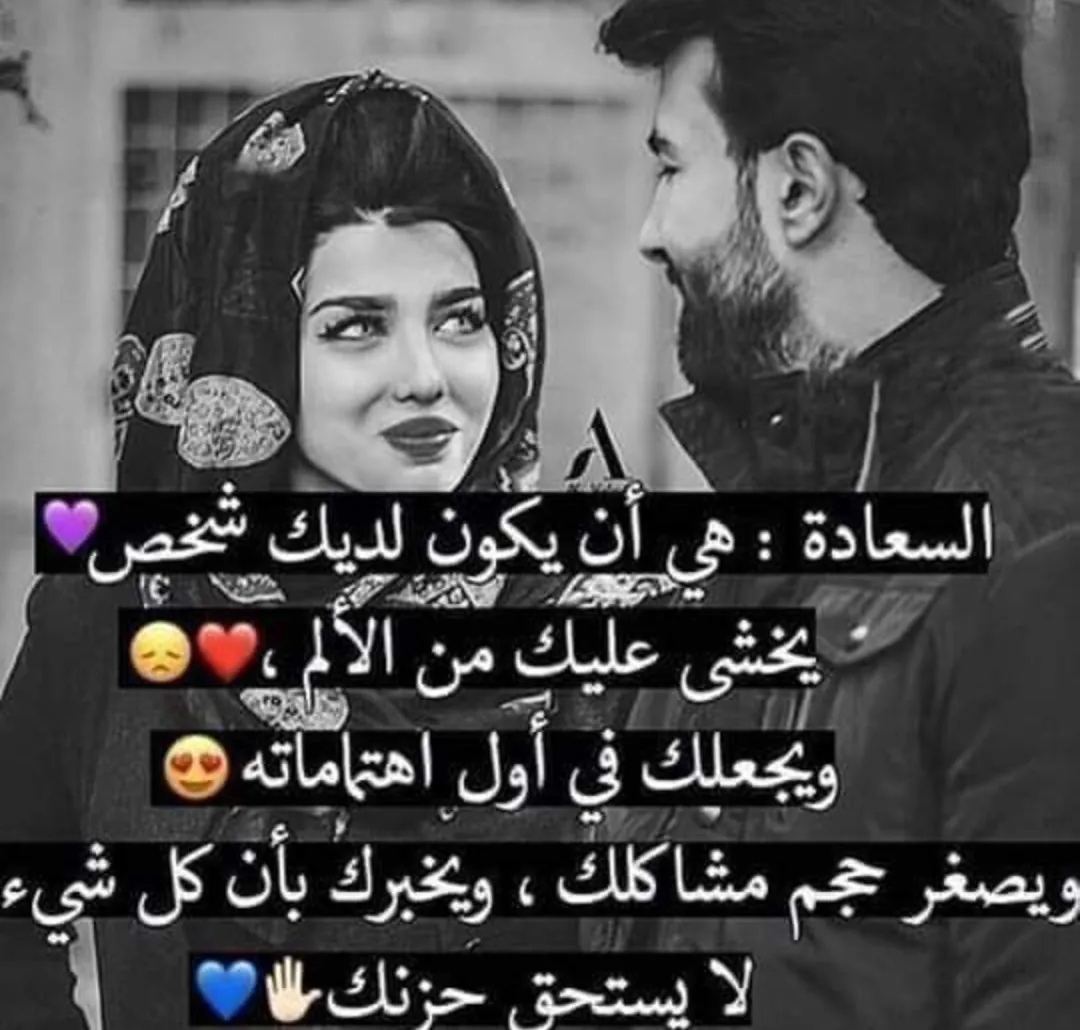 السعادة : هي أن يكون لديك شخص💜
يخشى عليك من الألم ،❤️😞
ويجعلك في أول اهتماماته 😍
ويصغر حجم مشاكلك ، ويخبرك بأن كل شيء
لا يستحق حزنك🤚🏻💙